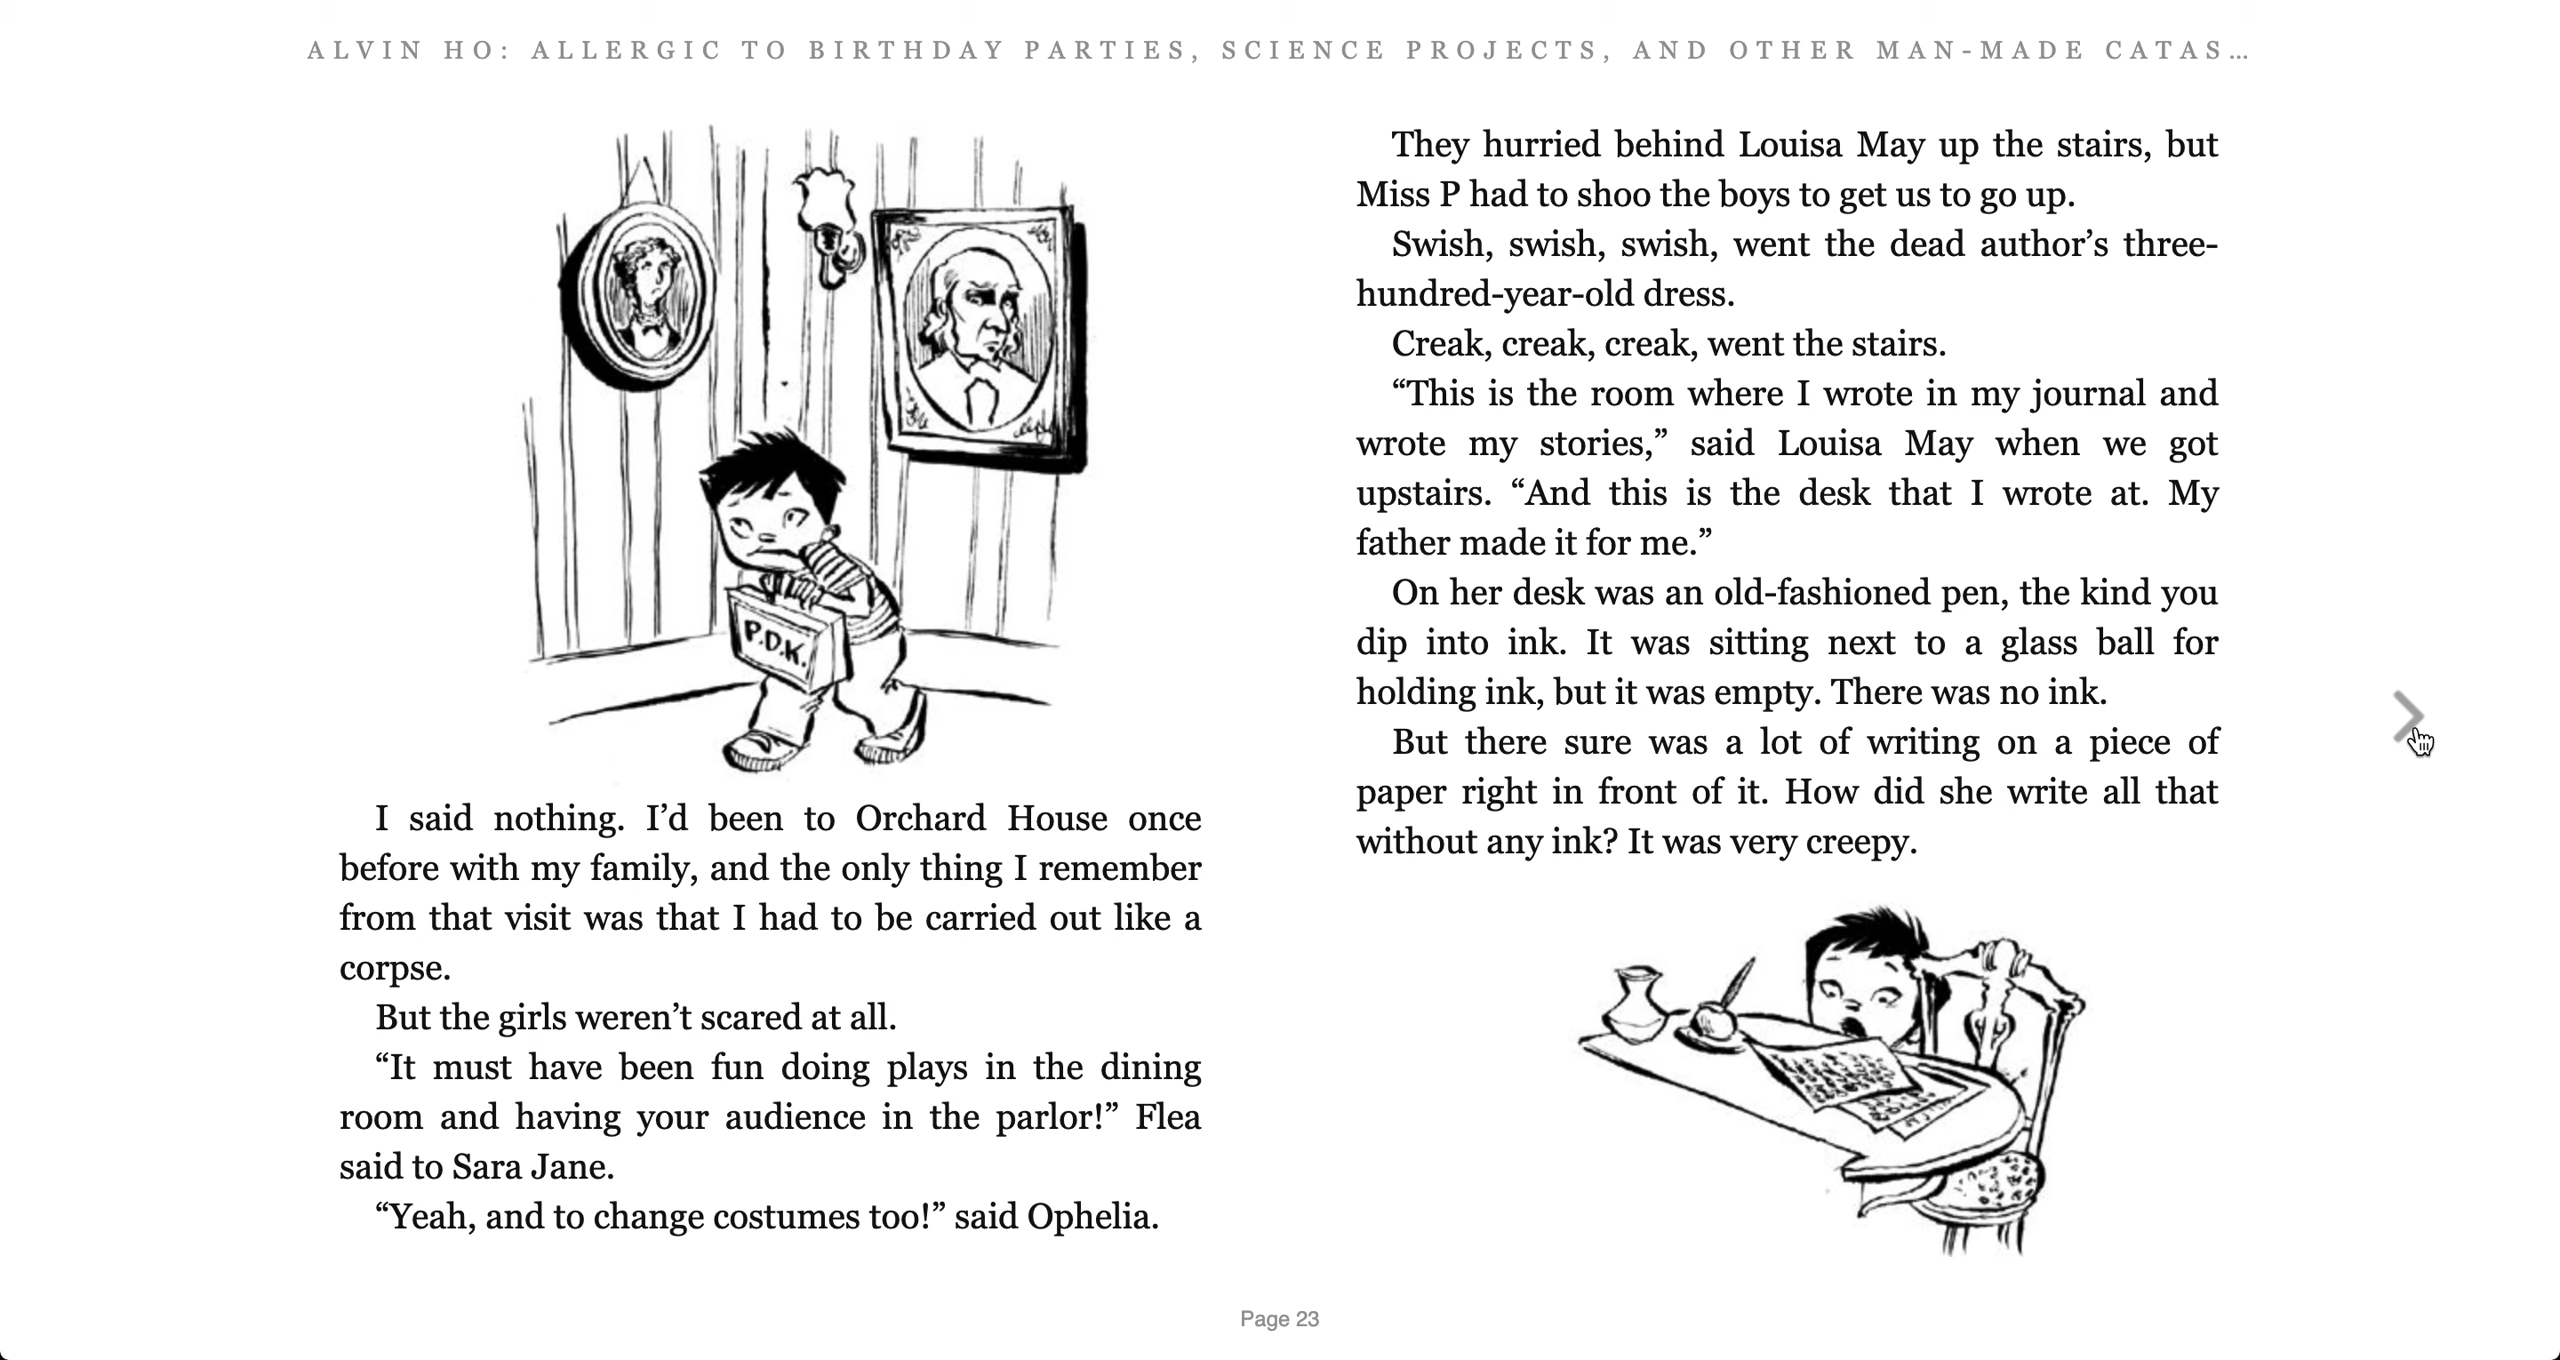 ALVIN HO: ALLERGIC TO BIRTHDAY PARTIES, SCIENCE PROJECTS, AND OTHER MAN-MADE CATAS…
P.D.K.
I said nothing. I’d been to Orchard House once
before with my family, and the only thing I remember
from that visit was that I had to be carried out like a
corpse.
But the girls weren’t scared at all.
“It must have been fun doing plays in the dining
room and having your audience in the parlor!” Flea
said to Sara Jane.
“Yeah, and to change costumes too!” said Ophelia.
They hurried behind Louisa May up the stairs, but
Miss P had to shoo the boys to get us to go up.
Swish, swish, swish, went the dead author’s three-
hundred-year-old dress.
Creak, creak, creak, went the stairs.
“This is the room where I wrote in my journal and
wrote my stories,” said Louisa May when we got
upstairs. “And this is the desk that I wrote at. My
father made it for me.”
On her desk was an old-fashioned pen, the kind you
dip into ink. It was sitting next to a glass ball for
holding ink, but it was empty. There was no ink.
But there sure was a lot of writing on a piece of
paper right in front of it. How did she write all that
without any ink? It was very creepy.
Page 23